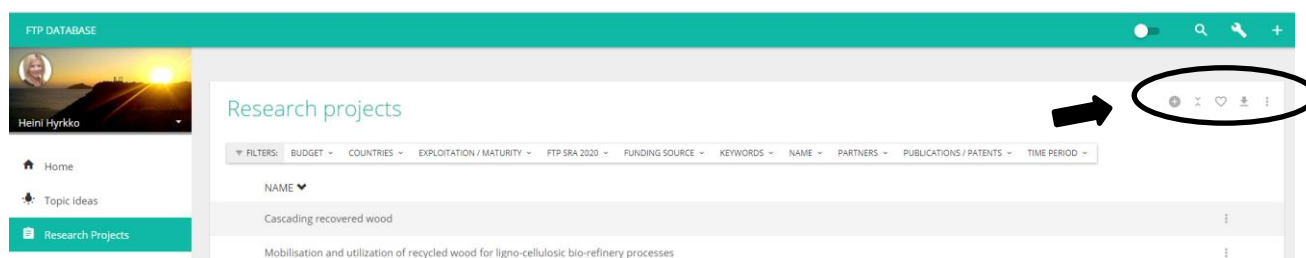 FTP DATABASE
Heini Hyrkko
Home
Topic ideas
Research Projects
Research projects
FILTERS: BUDGET COUNTRIES EXPLOITATION / MATURITY FTP SRA 2020 FUNDING SOURCE KEYWORDS NAME PARTNERS PUBLICATIONS / PATENTS TIME PERIOD
NAME
Cascading recovered wood
Mobilisation and utilization of recycled wood for ligno-cellulosic bio-refinery processes